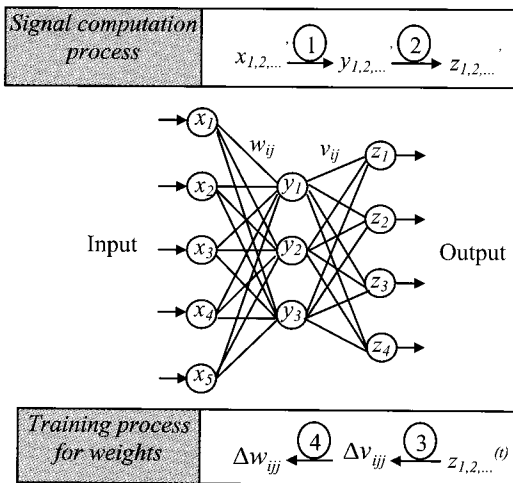 Signal computation
process
x1,2,...' 1 y1,2,...' 2 z1,2,...'
x1
wij
vij
z1
x2
y1
z2
Input
x3
y2
Output
z3
x4
y3
z4
x5
Training process
for weights
Δwijj 4 Δvijj 3 z1,2,...(t)